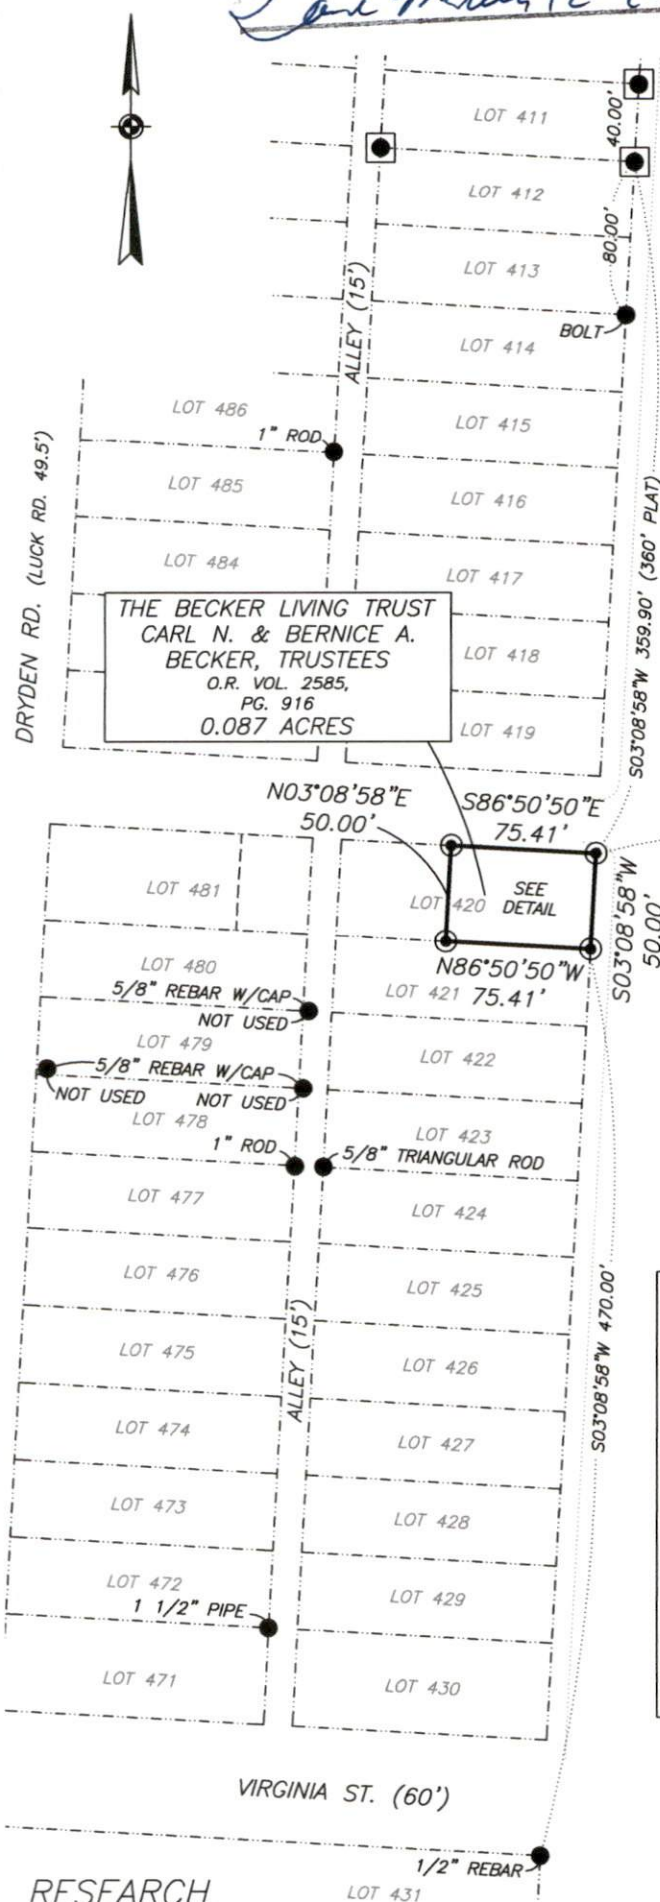 LOT 411
40.00'
LOT 412
80.00'
LOT 413
ALLEY (15')
BOLT
LOT 414
LOT 486
LOT 415
1" ROD
DRYDEN RD. (LUCK RD. 49.5')
LOT 485
LOT 416
S03°08'58"W 359.90' (360' PLAT)
LOT 484
LOT 417
THE BECKER LIVING TRUST
CARL N. & BERNICE A.
BECKER, TRUSTEES
O.R. VOL. 2585,
PG. 916
0.087 ACRES
LOT 418
LOT 419
N03°08'58"E
50.00'
S86°50'50"E
75.41'
LOT 481
LOT 420
SEE
DETAIL
S03°08'58"W
50.00'
N86°50'50"W
75.41'
LOT 480
LOT 421
5/8" REBAR W/CAP
NOT USED
LOT 479
LOT 422
5/8" REBAR W/CAP
NOT USED
NOT USED
LOT 478
LOT 423
1" ROD
5/8" TRIANGULAR ROD
LOT 477
LOT 424
LOT 476
LOT 425
ALLEY (15')
S03°08'58"W 470.00'
LOT 475
LOT 426
LOT 474
LOT 427
LOT 473
LOT 428
LOT 472
LOT 429
1 1/2" PIPE
LOT 471
LOT 430
VIRGINIA ST. (60')
1/2" REBAR
RESEARCH
LOT 431